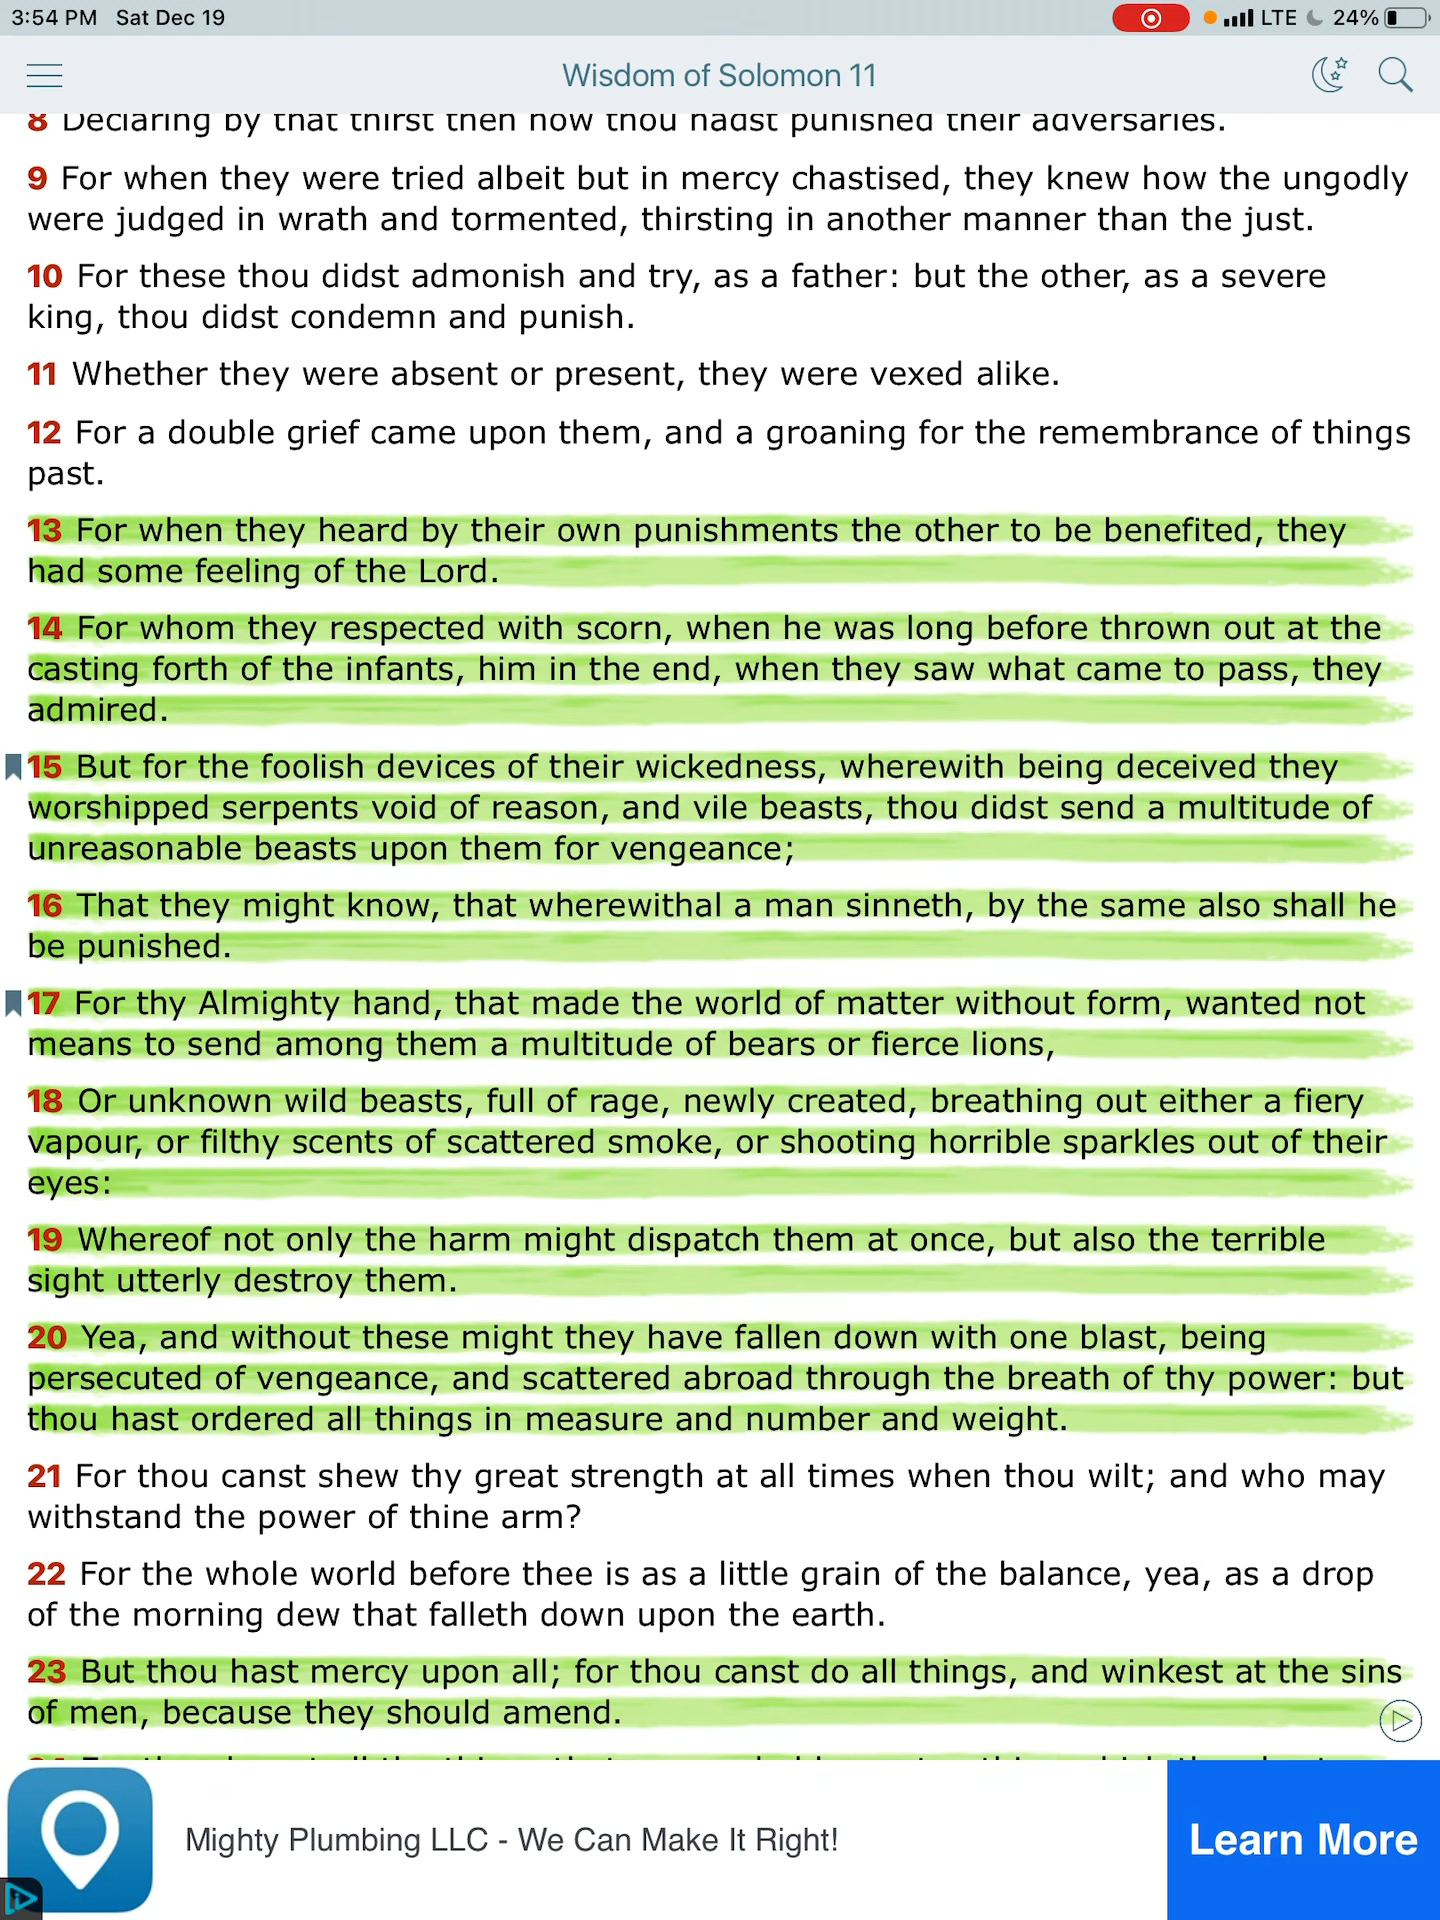 3:54 PM Sat Dec 19
LTE 24%
Wisdom of Solomon 11
8 Declaring by that thirst then how thou hadst punished their adversaries.
9 For when they were tried albeit but in mercy chastised, they knew how the ungodly
were judged in wrath and tormented, thirsting in another manner than the just.
10 For these thou didst admonish and try, as a father: but the other, as a severe
king, thou didst condemn and punish.
11 Whether they were absent or present, they were vexed alike.
12 For a double grief came upon them, and a groaning for the remembrance of things
past.
13 For when they heard by their own punishments the other to be benefited, they
had some feeling of the Lord.
14 For whom they respected with scorn, when he was long before thrown out at the
casting forth of the infants, him in the end, when they saw what came to pass, they
admired.
15 But for the foolish devices of their wickedness, wherewith being deceived they
worshipped serpents void of reason, and vile beasts, thou didst send a multitude of
unreasonable beasts upon them for vengeance;
16 That they might know, that wherewithal a man sinneth, by the same also shall he
be punished.
17 For thy Almighty hand, that made the world of matter without form, wanted not
means to send among them a multitude of bears or fierce lions,
18 Or unknown wild beasts, full of rage, newly created, breathing out either a fiery
vapour, or filthy scents of scattered smoke, or shooting horrible sparkles out of their
eyes:
19 Whereof not only the harm might dispatch them at once, but also the terrible
sight utterly destroy them.
20 Yea, and without these might they have fallen down with one blast, being
persecuted of vengeance, and scattered abroad through the breath of thy power: but
thou hast ordered all things in measure and number and weight.
21 For thou canst shew thy great strength at all times when thou wilt; and who may
withstand the power of thine arm?
22 For the whole world before thee is as a little grain of the balance, yea, as a drop
of the morning dew that falleth down upon the earth.
23 But thou hast mercy upon all; for thou canst do all things, and winkest at the sins
of men, because they should amend.
Mighty Plumbing LLC - We Can Make It Right!
Learn More